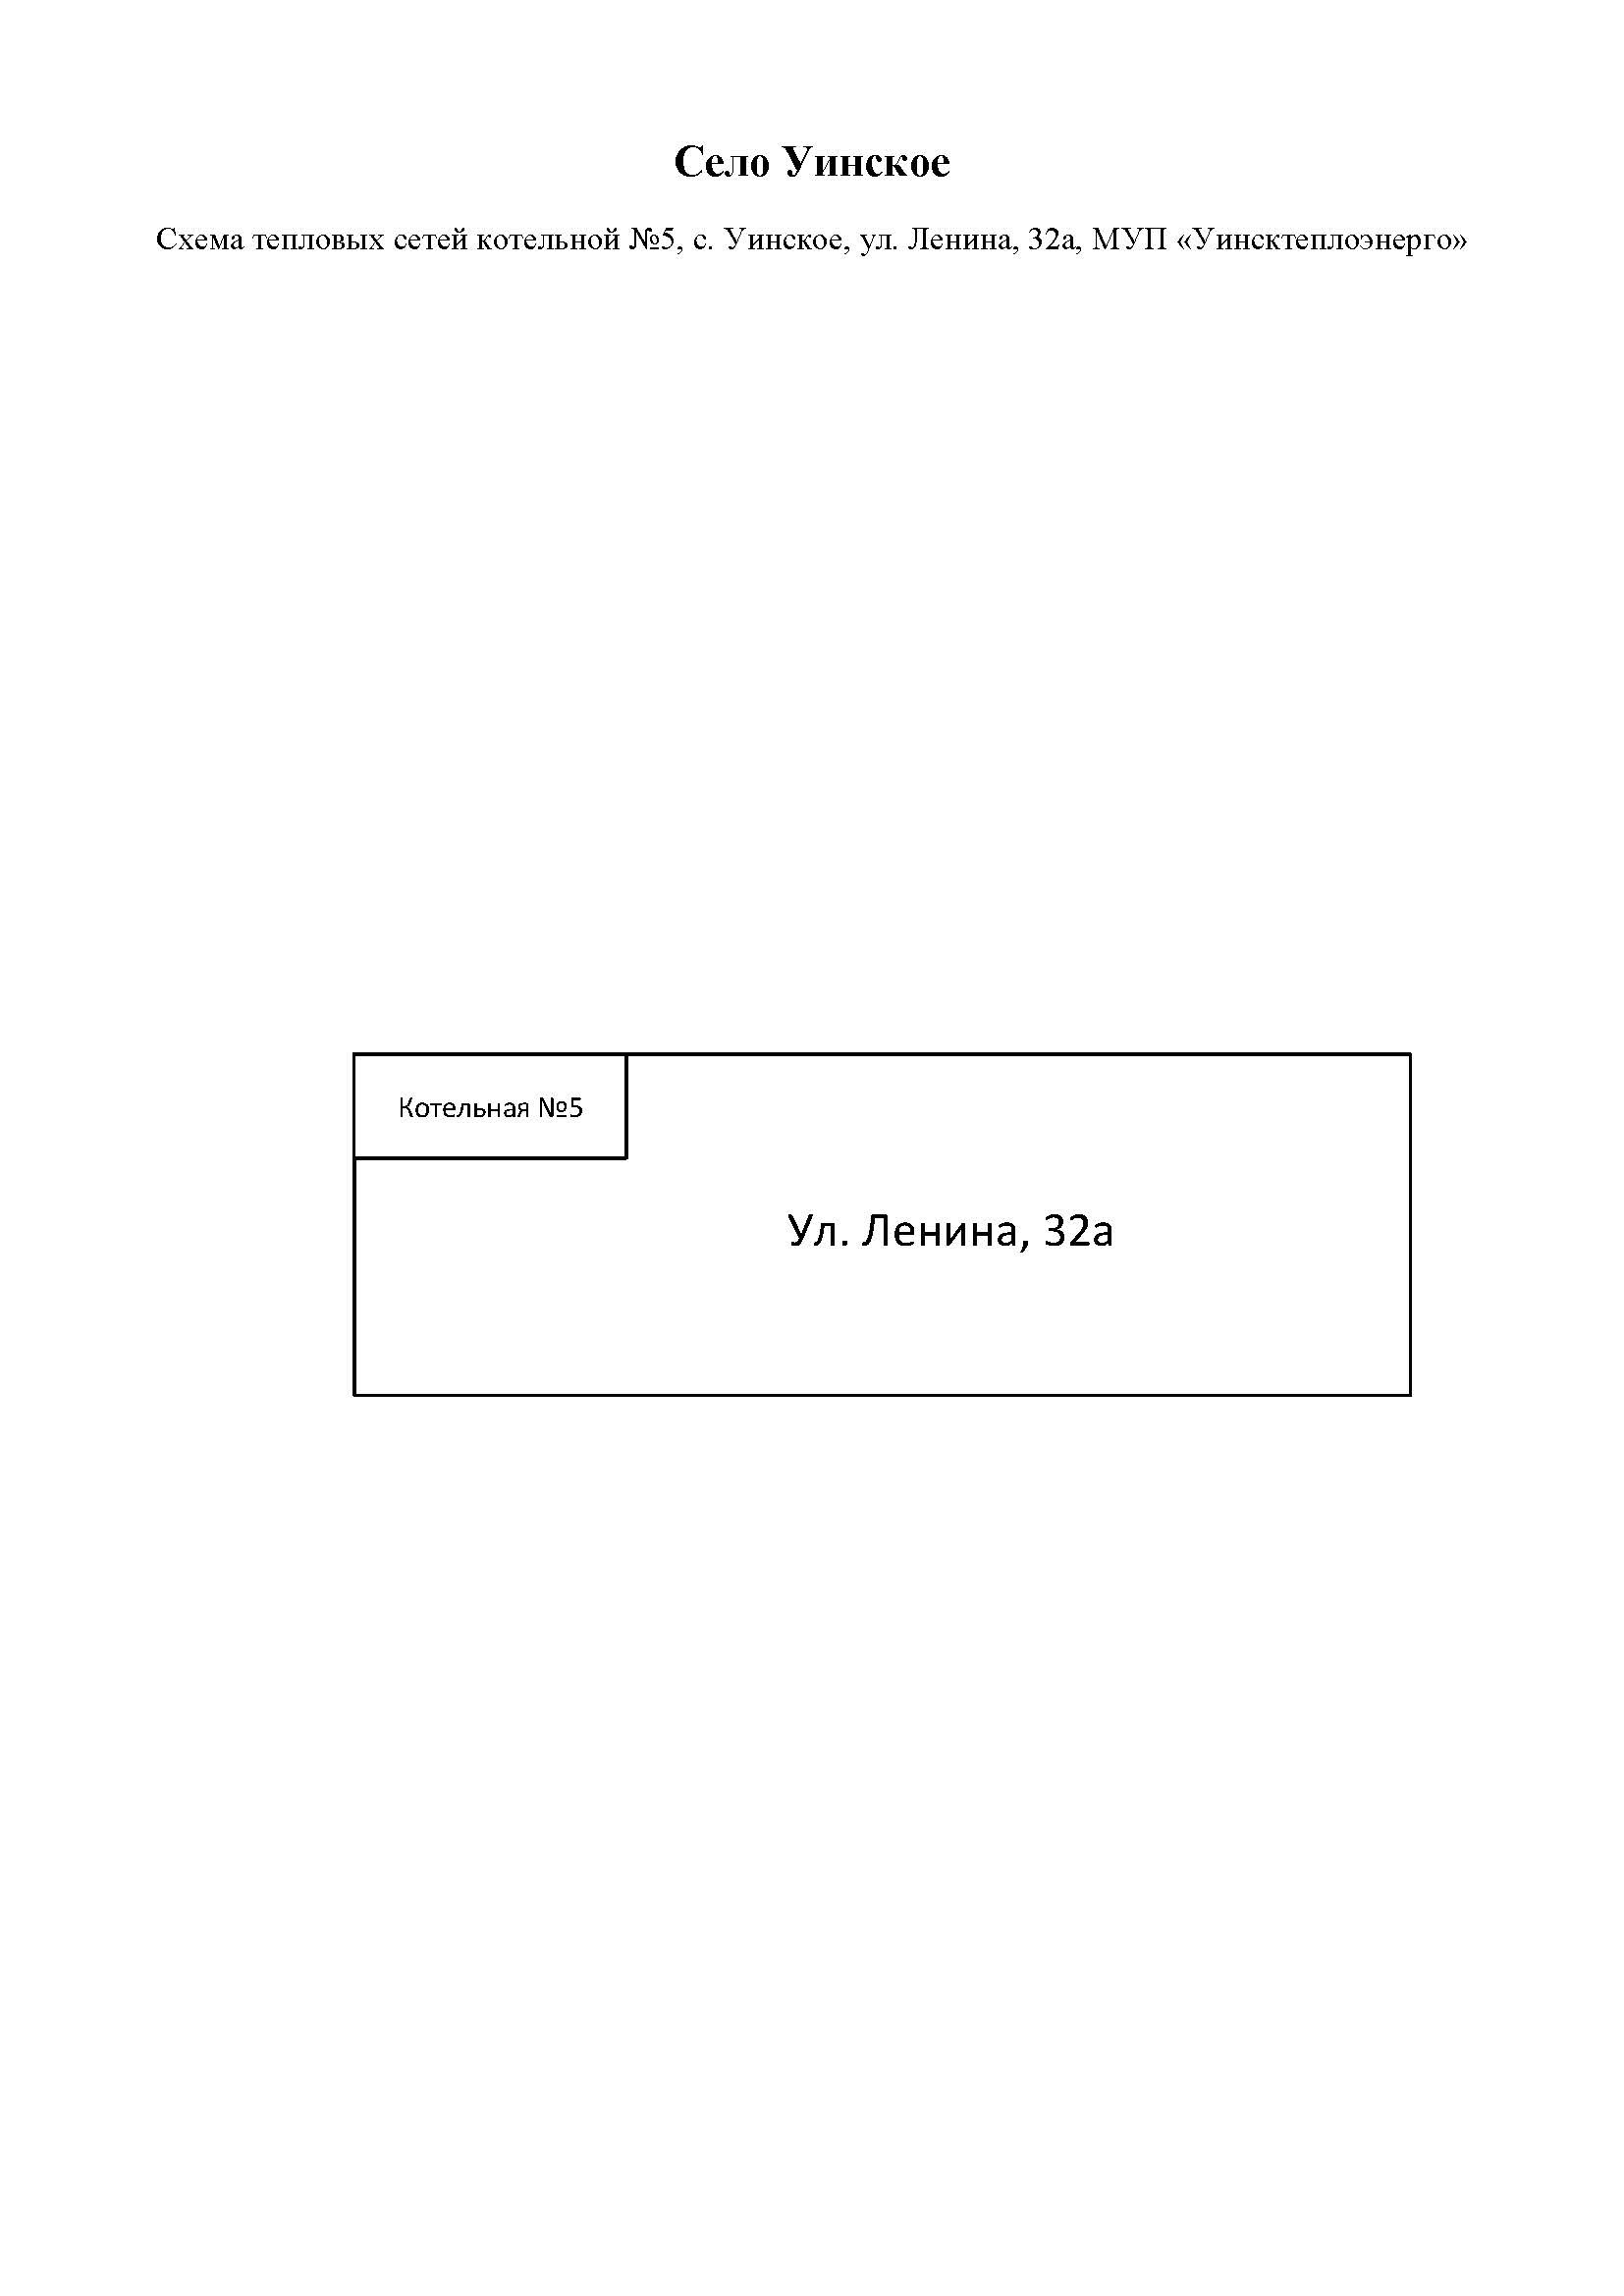 Село Уинское
Схема тепловых сетей котельной №5, с. Уинское, ул. Ленина, 32а, МУП «Уинсктеплоэнерго»
Котельная №5
Ул. Ленина, 32а